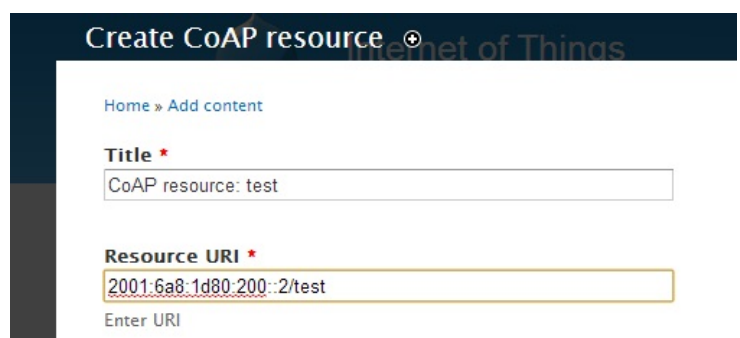 Create CoAP resource
Internet of Things
Home » Add content
Title *
CoAP resource: test
Resource URI *
2001:6a8:1d80:200::2/test
Enter URI